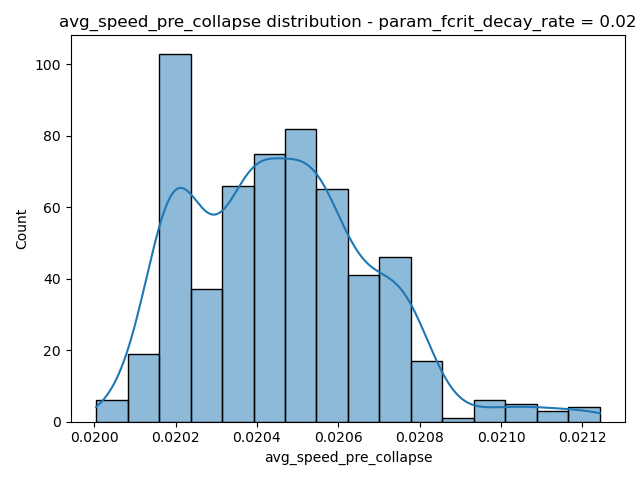 avg_speed_pre_collapse distribution - param_fcrit_decay_rate = 0.02
100
80
60
40
20
0
Count
0.0200 0.0202 0.0204 0.0206 0.0208 0.0210 0.0212
avg_speed_pre_collapse